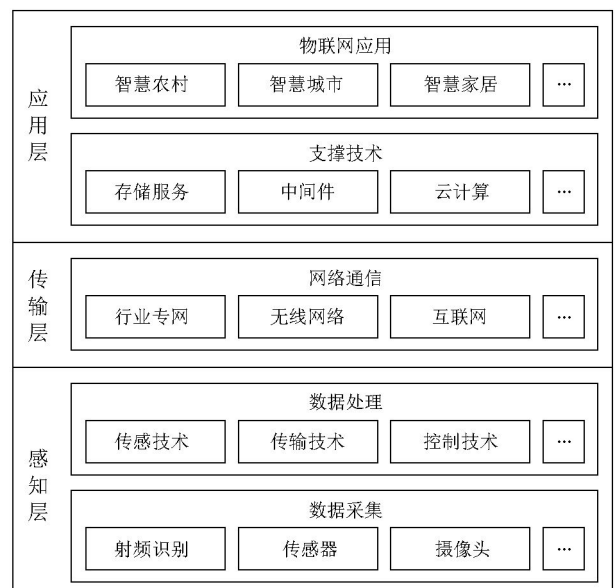 应用层
物联网应用
智慧农村 智慧城市 智慧家居 ...
支撑技术
存储服务 中间件 云计算 ...
传输层
网络通信
行业专网 无线网络 互联网 ...
感知层
数据处理
传感技术 传输技术 控制技术 ...
数据采集
射频识别 传感器 摄像头 ...